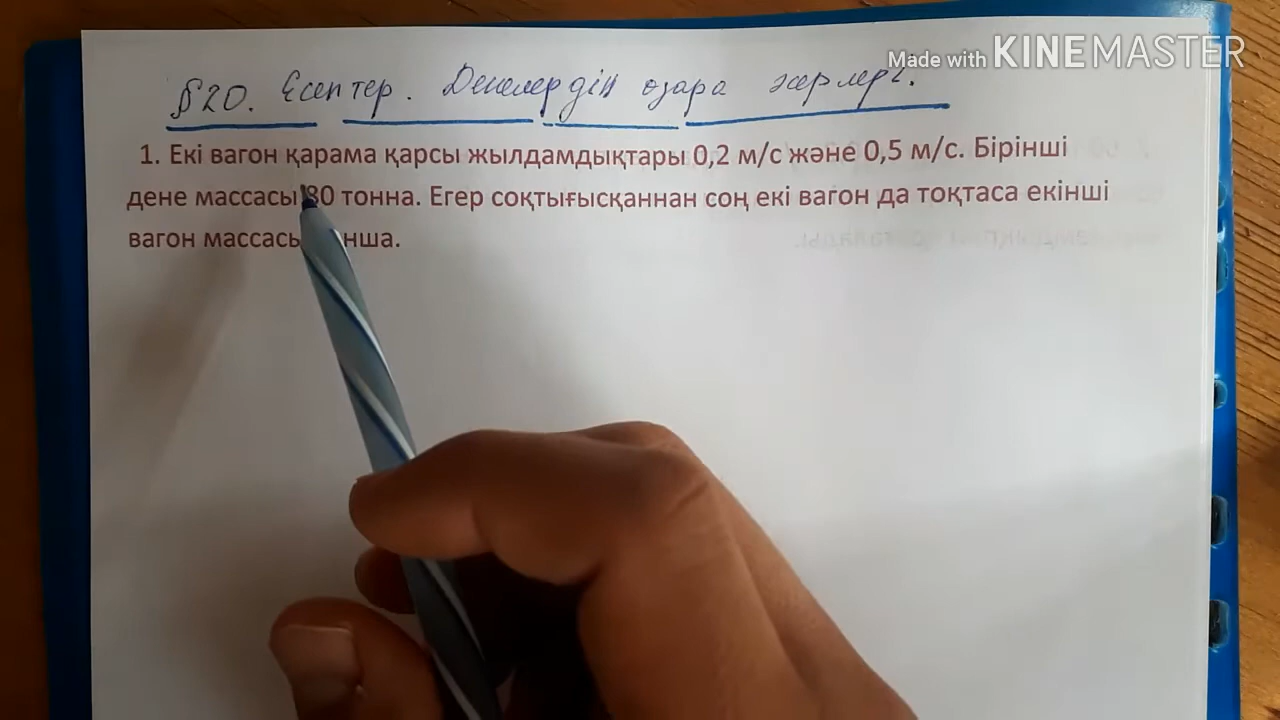 Made with KINEMASTER
§20. Есептер. Денелердің өзара әсерлері.
1. Екі вагон қарама қарсы жылдамдықтары 0,2 м/с және 0,5 м/с. Бірінші
дене массасы 80 тонна. Егер соқтығысқаннан соң екі вагон да тоқтаса екінші
вагон массасы